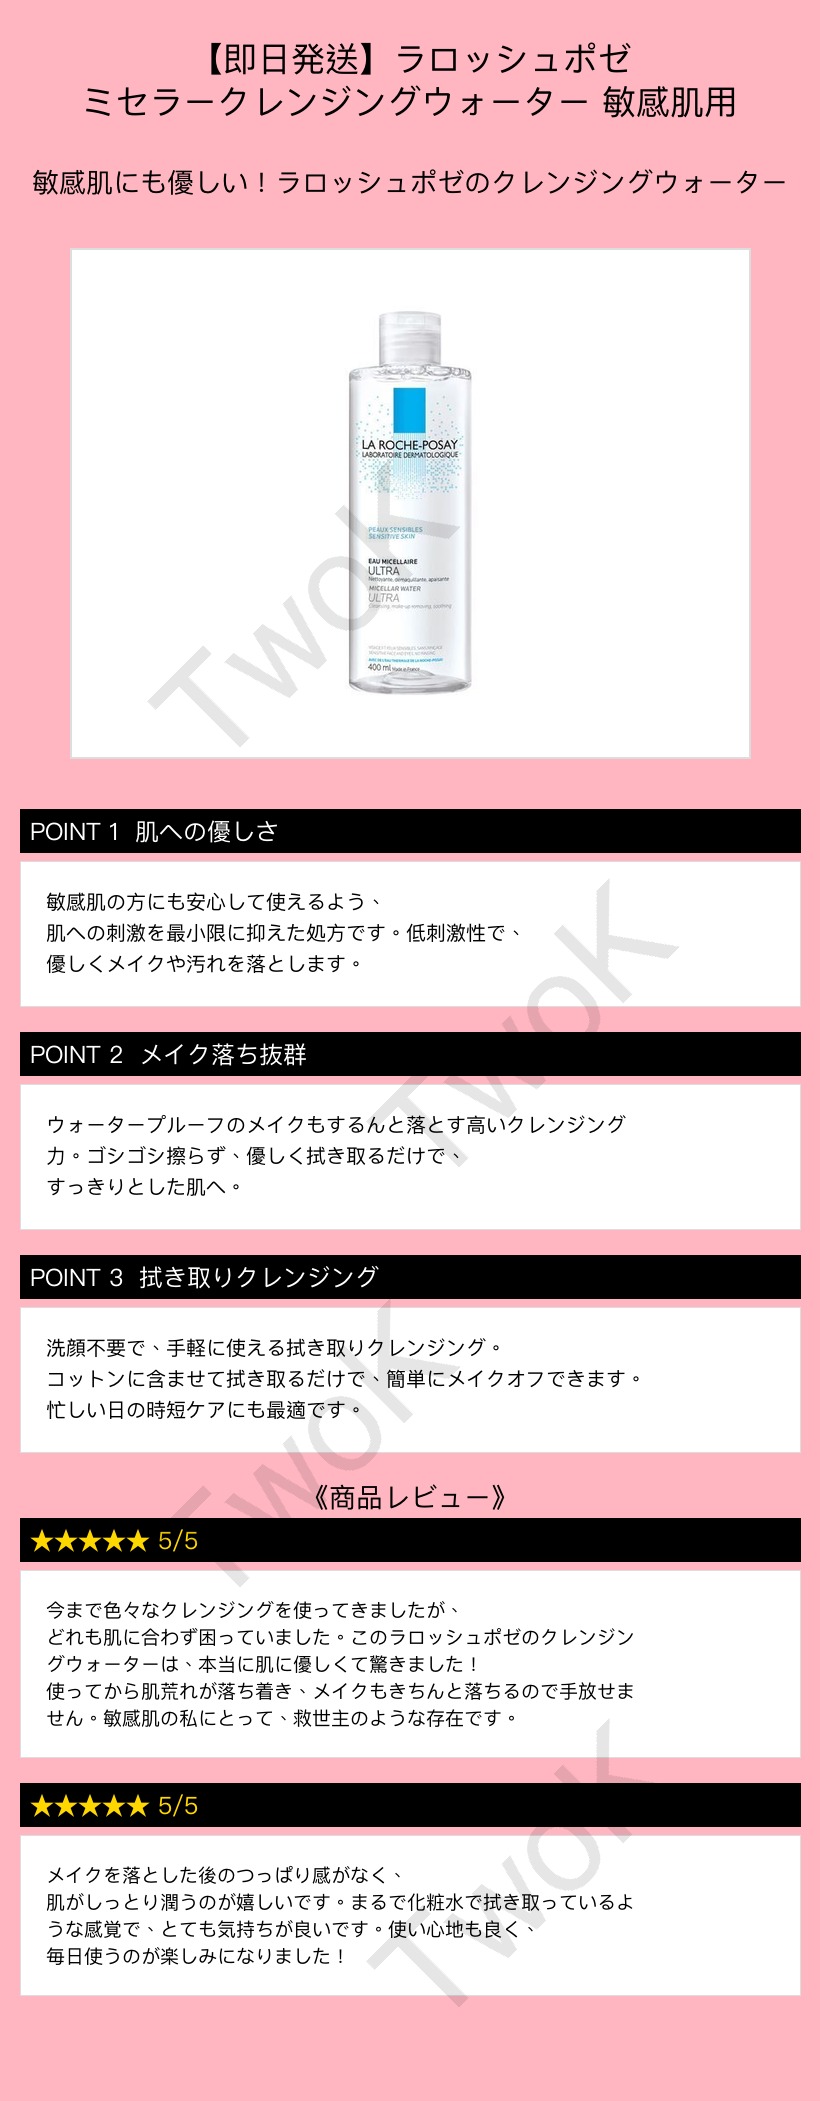 【即日発送】ラロッシュポゼ
ミセラークレンジングウォーター 敏感肌用
敏感肌にも優しい！ラロッシュポゼのクレンジングウォーター
LA ROCHE-POSAY
LABORATOIRE DERMATOLOGIQUE
PEAUX SENSIBLES
SENSITIVE SKIN
EAU MICELLAIRE
ULTRA
Nettoyante, démaquillante, apaisante
MICELLAR WATER
ULTRA
Cleansing, make-up removing, soothing
AVEC DE L'EAU THERMALE DE LA ROCHE-POSAY
400 ml Made in France
TwoK
POINT 1 肌への優しさ
敏感肌の方にも安心して使えるよう、
肌への刺激を最小限に抑えた処方です。低刺激性で、
優しくメイクや汚れを落とします。
TwoK
POINT 2 メイク落ち抜群
ウォータープルーフのメイクもするんと落とす高いクレンジング
力。ゴシゴシ擦らず、優しく拭き取るだけで、
すっきりとした肌へ。
POINT 3 拭き取りクレンジング
洗顔不要で、手軽に使える拭き取りクレンジング。
コットンに含ませて拭き取るだけで、簡単にメイクオフできます。
忙しい日の時短ケアにも最適です。
TwoK
《商品レビュー》
★★★★★ 5/5
今まで色々なクレンジングを使ってきましたが、
どれも肌に合わず困っていました。このラロッシュポゼのクレンジン
グウォーターは、本当に肌に優しくて驚きました！
使ってから肌荒れが落ち着き、メイクもきちんと落ちるので手放せま
せん。敏感肌の私にとって、救世主のような存在です。
★★★★★ 5/5
メイクを落とした後のつっぱり感がなく、
肌がしっとり潤うのが嬉しいです。まるで化粧水で拭き取っているよ
うな感覚で、とても気持ちが良いです。使い心地も良く、
毎日使うのが楽しみになりました！
TwoK